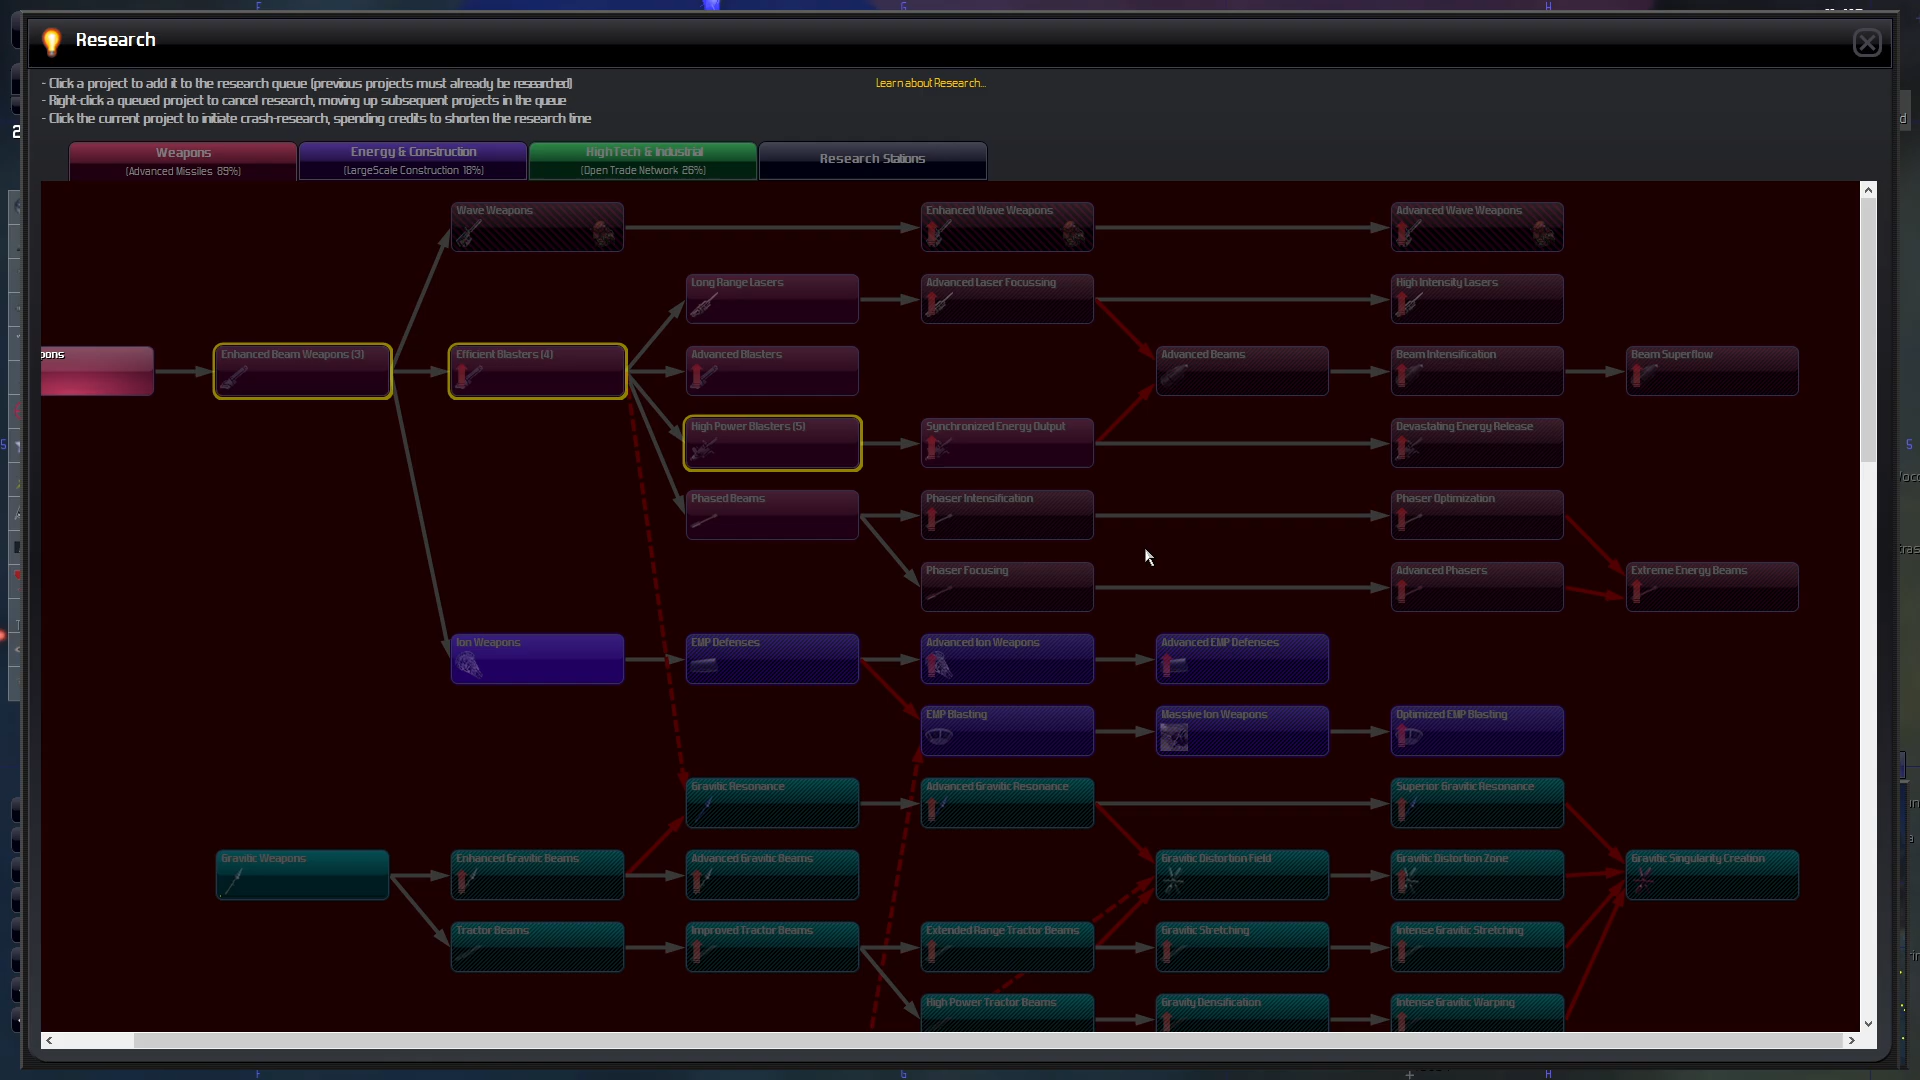 Research
- Click a project to add it to the research queue (previous projects must already be researched)
- Right-click a queued project to cancel research, moving up subsequent projects in the queue
- Click the current project to initiate crash-research, spending credits to shorten the research time
Learn about Research...
Weapons
(Advanced Missiles 89%)
Energy & Construction
(LargeScale Construction 18%)
HighTech & Industrial
(Open Trade Network 26%)
Research Stations
Wave Weapons
Enhanced Wave Weapons
Advanced Wave Weapons
Long Range Lasers
Advanced Laser Focussing
High Intensity Lasers
Enhanced Beam Weapons (3)
Efficient Blasters (4)
Advanced Blasters
Advanced Beams
Beam Intensification
Beam Superflow
High Power Blasters (5)
Synchronized Energy Output
Devastating Energy Release
Phased Beams
Phaser Intensification
Phaser Optimization
Phaser Focusing
Advanced Phasers
Extreme Energy Beams
Ion Weapons
EMP Defenses
Advanced Ion Weapons
Advanced EMP Defenses
EMP Blasting
Massive Ion Weapons
Optimized EMP Blasting
Gravitic Resonance
Advanced Gravitic Resonance
Superior Gravitic Resonance
Gravitic Weapons
Enhanced Gravitic Beams
Advanced Gravitic Beams
Gravitic Distortion Field
Gravitic Distortion Zone
Gravitic Singularity Creation
Tractor Beams
Improved Tractor Beams
Extended Range Tractor Beams
Gravitic Stretching
Intense Gravitic Stretching
High Power Tractor Beams
Gravity Densification
Intense Gravitic Warping
F
G
H